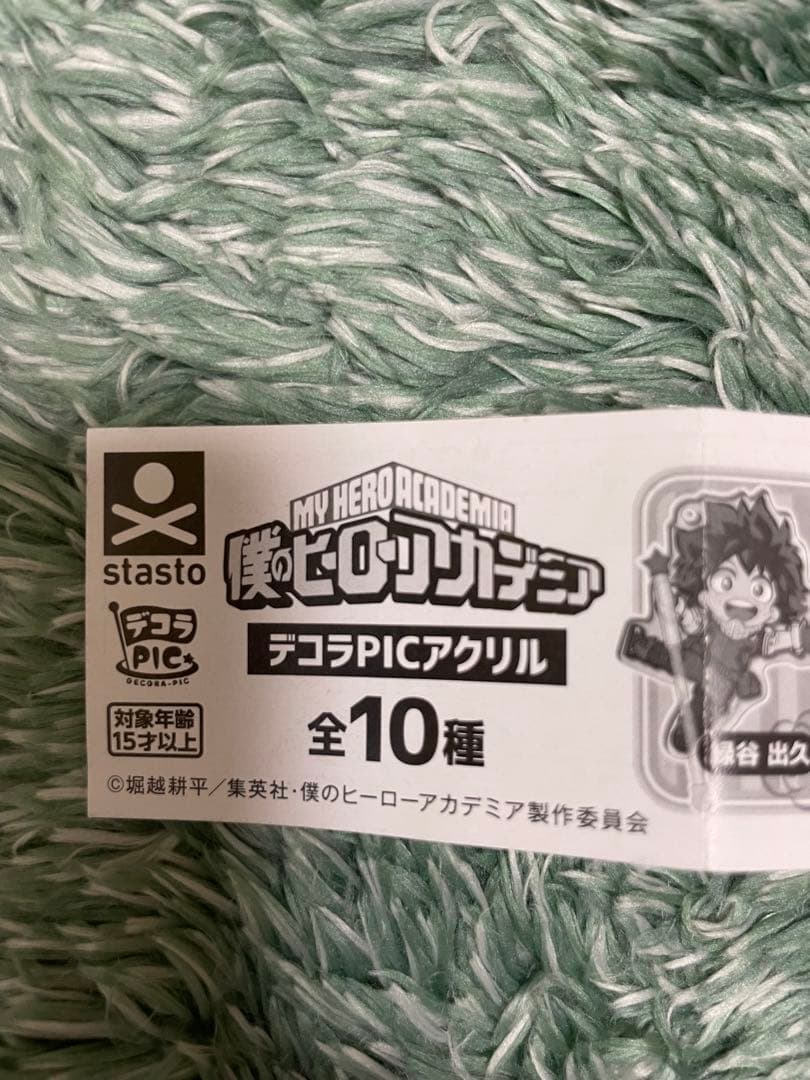 stasto
デコラ
PIC
DECORA-PIC
対象年齢
15才以上
MY HERO ACADEMIA
僕のヒーローアカデミア
デコラPICアクリル
全10種
©堀越耕平／集英社・僕のヒーローアカデミア製作委員会
緑谷 出久